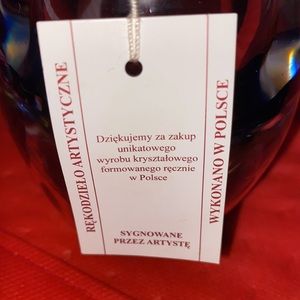 RĘKODZIEŁO ARTYSTYCZNE
Dziękujemy za zakup
unikatowego
wyrobu kryształowego
formowanego ręcznie
w Polsce
SYGNOWANE
PRZEZ ARTYSTĘ
WYKONANO W POLSCE